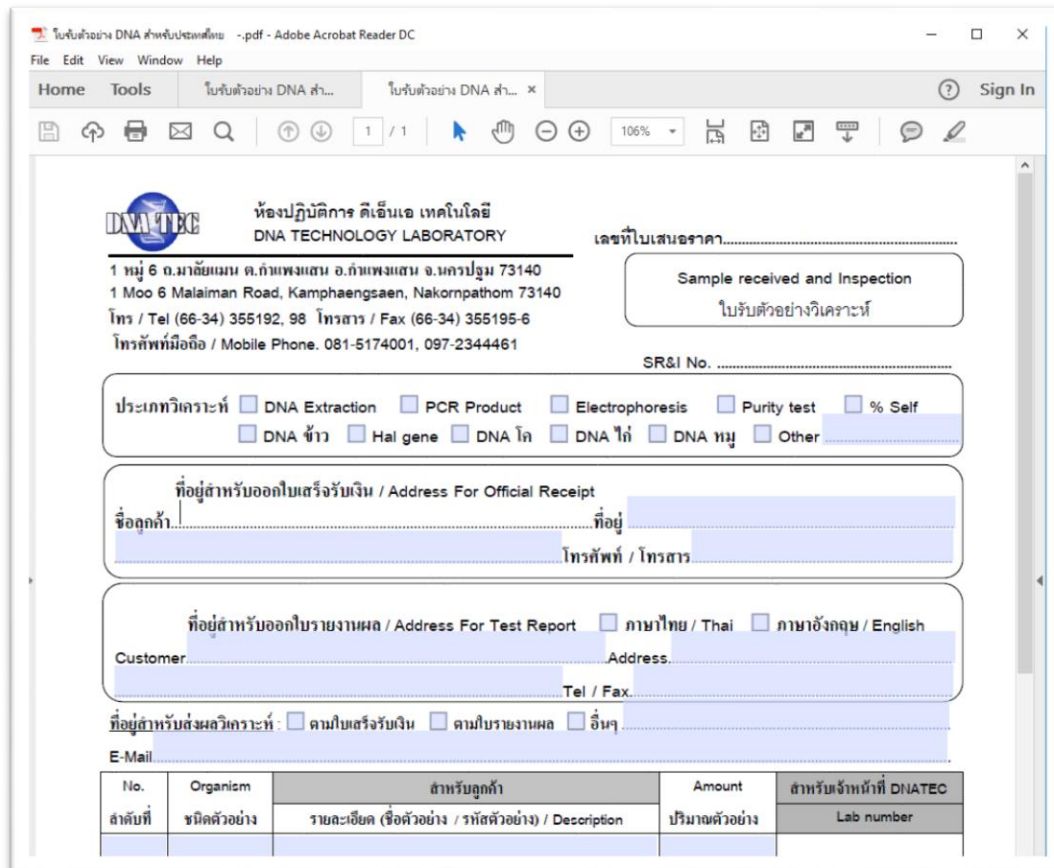 ใบรับตัวอย่าง DNA สำหรับประเทศไทย -.pdf - Adobe Acrobat Reader DC
File Edit View Window Help
Home Tools ใบรับตัวอย่าง DNA สำ... ใบรับตัวอย่าง DNA สำ... × ? Sign In
1 / 1 106%
DNA TEC
ห้องปฏิบัติการ ดีเอ็นเอ เทคโนโลยี
DNA TECHNOLOGY LABORATORY
เลขที่ใบเสนอราคา
1 หมู่ 6 ถ.มาลัยแมน ต.กำแพงแสน อ.กำแพงแสน จ.นครปฐม 73140
1 Moo 6 Malaiman Road, Kamphaengsaen, Nakornpathom 73140
โทร / Tel (66-34) 355192, 98 โทรสาร / Fax (66-34) 355195-6
โทรศัพท์มือถือ / Mobile Phone. 081-5174001, 097-2344461
Sample received and Inspection
ใบรับตัวอย่างวิเคราะห์
SR&I No.
ประเภทวิเคราะห์ DNA Extraction PCR Product Electrophoresis Purity test % Self
DNA ข้าว Hal gene DNA โค DNA ไก่ DNA หมู Other
ที่อยู่สำหรับออกใบเสร็จรับเงิน / Address For Official Receipt
ชื่อลูกค้า ที่อยู่
โทรศัพท์ / โทรสาร
ที่อยู่สำหรับออกใบรายงานผล / Address For Test Report ภาษาไทย / Thai ภาษาอังกฤษ / English
Customer Address
Tel / Fax
ที่อยู่สำหรับส่งผลวิเคราะห์ : ตามใบเสร็จรับเงิน ตามใบรายงานผล อื่นๆ
E-Mail
No. Organism สำหรับลูกค้า Amount สำหรับเจ้าหน้าที่ DNATEC
ลำดับที่ ชนิดตัวอย่าง รายละเอียด (ชื่อตัวอย่าง / รหัสตัวอย่าง) / Description ปริมาณตัวอย่าง Lab number